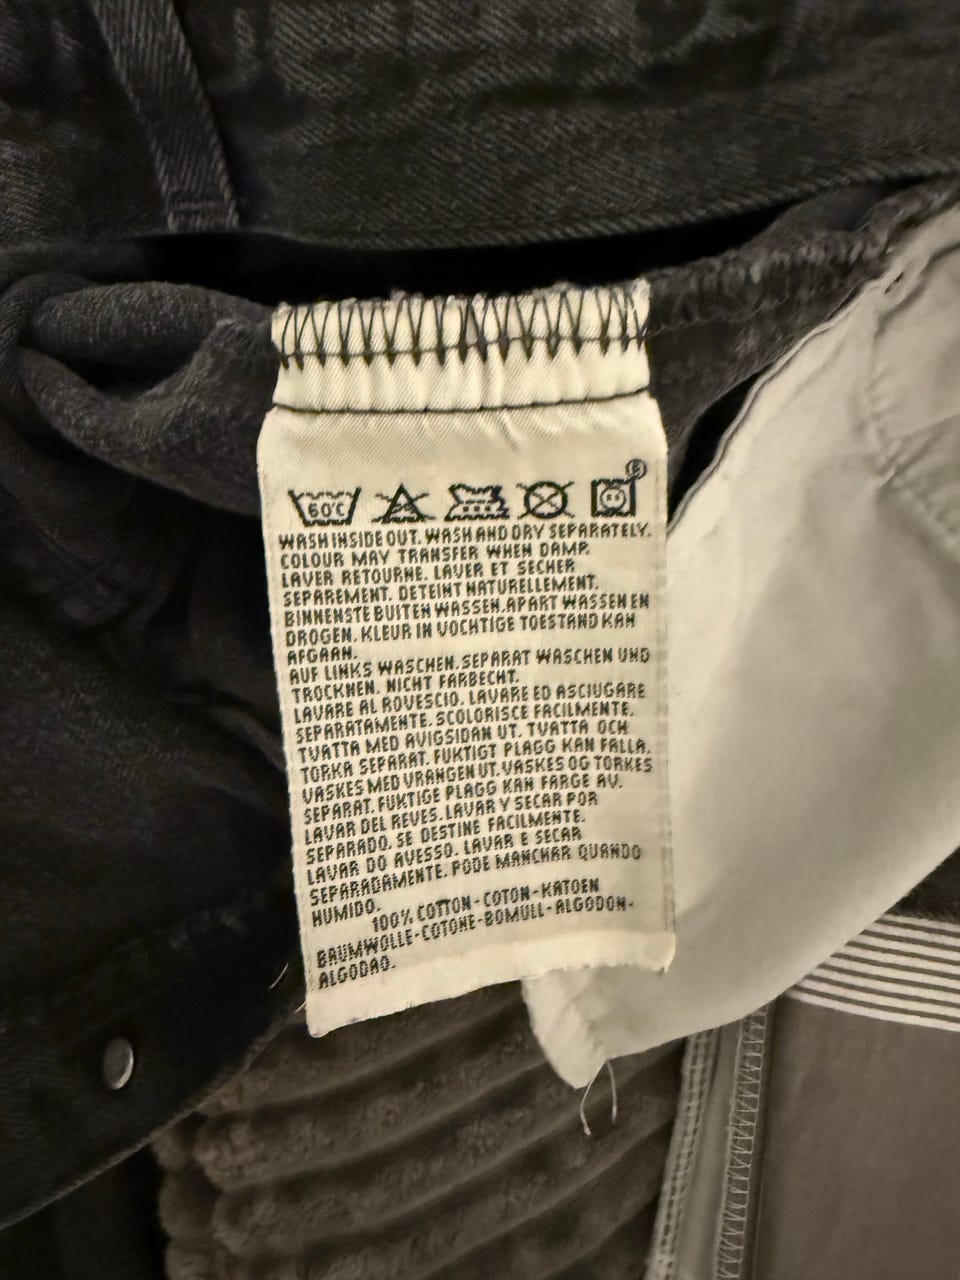 60°C
R
WASH INSIDE OUT. WASH AND DRY SEPARATELY.
COLOUR MAY TRANSFER WHEN DAMP.
LAVER RETOURNE. LAVER ET SECHER
SEPAREMENT. DETEINT NATURELLEMENT.
BINNENSTE BUITEN WASSEN.APART WASSEN EN
DROGEN. KLEUR IN VOCHTIGE TOESTAND KAN
AFGAAN.
AUF LINKS WASCHEN. SEPARAT WASCHEN UND
TROCKNEN. NICHT FARBECHT.
LAVARE AL ROVESCIO. LAVARE ED ASCIUGARE
SEPARATAMENTE. SCOLORISCE FACILMENTE.
TVATTA MED AVIGSIDAN UT. TVATTA OCH
TORKA SEPARAT. FUKTIGT PLAGG KAN FALLA.
VASKES MED VRANGEN UT. VASKES OG TORKES
SEPARAT. FUKTIGE PLAGG KAN FARGE AV.
LAVAR DEL REVES. LAVAR Y SECAR POR
SEPARADO. SE DESTINE FACILMENTE.
LAVAR DO AVESSO. LAVAR E SECAR
SEPARADAMENTE. PODE MANCHAR QUANDO
HUMIDO.
100% COTTON-COTON-KATOEN
BAUMWOLLE-COTONE-BOMULL-ALGODON-
ALGODAO.